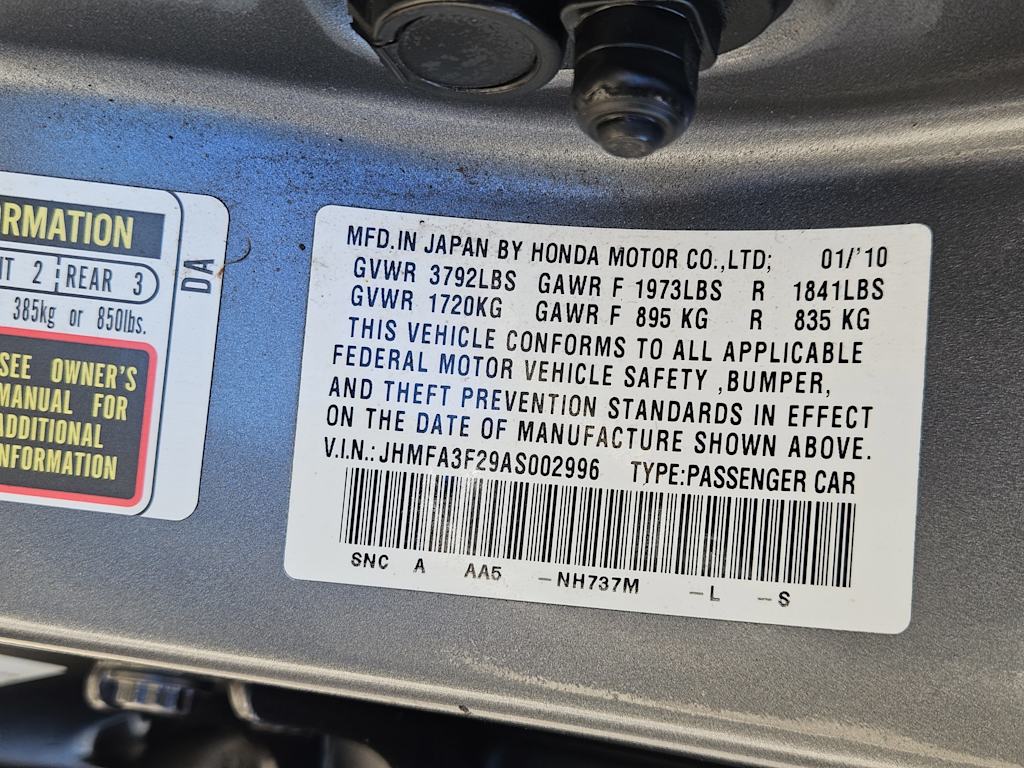 RMATION
T 2 REAR 3
385kg or 850lbs.
SEE OWNER'S
MANUAL FOR
ADDITIONAL
NFORMATION
DA
MFD.IN JAPAN BY HONDA MOTOR CO.,LTD; 01/'10
GVWR 3792LBS GAWR F 1973LBS R 1841LBS
GVWR 1720KG GAWR F 895 KG R 835 KG
THIS VEHICLE CONFORMS TO ALL APPLICABLE
FEDERAL MOTOR VEHICLE SAFETY ,BUMPER,
AND THEFT PREVENTION STANDARDS IN EFFECT
ON THE DATE OF MANUFACTURE SHOWN ABOVE.
V.I.N.: JHMFA3F29AS002996 TYPE:PASSENGER CAR
SNC A AA5 -NH737M -L -S